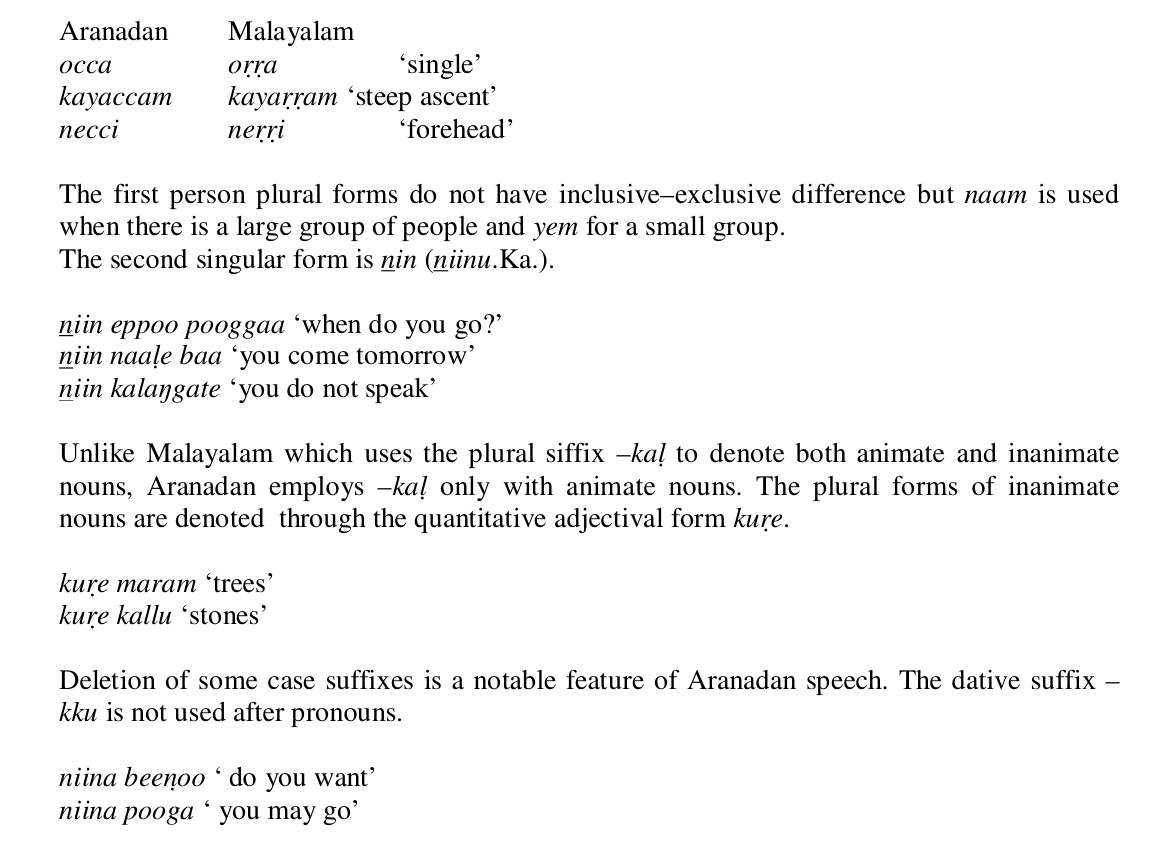 Aranadan Malayalam
occa oṛṛa ‘single’
kayaccam kayaṛṛam ‘steep ascent’
necci neṛṛi ‘forehead’
The first person plural forms do not have inclusive–exclusive difference but naam is used
when there is a large group of people and yem for a small group.
The second singular form is n̲in (n̲iinu.Ka.).
n̲iin eppoo pooggaa ‘when do you go?’
n̲iin naaḷe baa ‘you come tomorrow’
n̲iin kalaŋgate ‘you do not speak’
Unlike Malayalam which uses the plural siffix –kaḷ to denote both animate and inanimate
nouns, Aranadan employs –kaḷ only with animate nouns. The plural forms of inanimate
nouns are denoted through the quantitative adjectival form kuṛe.
kuṛe maram ‘trees’
kuṛe kallu ‘stones’
Deletion of some case suffixes is a notable feature of Aranadan speech. The dative suffix –
kku is not used after pronouns.
niina beeṇoo ‘ do you want’
niina pooga ‘ you may go’